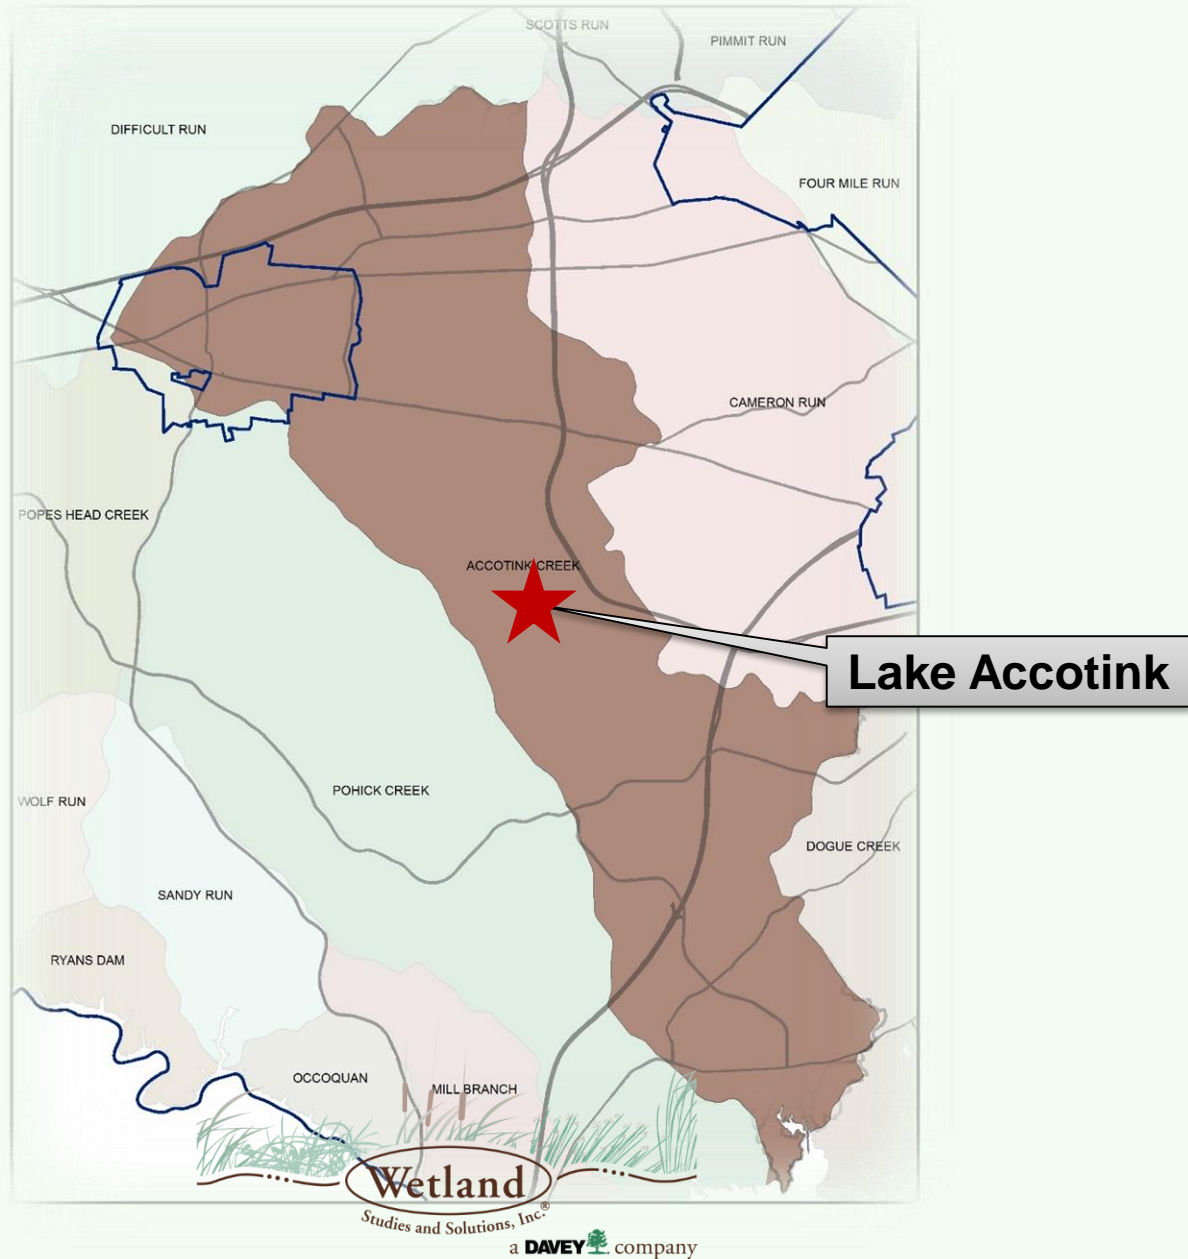 SCOTTS RUN
PIMMIT RUN
DIFFICULT RUN
FOUR MILE RUN
CAMERON RUN
POPES HEAD CREEK
ACCOTINK CREEK
Lake Accotink
POHICK CREEK
WOLF RUN
DOGUE CREEK
SANDY RUN
RYANS DAM
OCCOQUAN
MILL BRANCH
Wetland
Studies and Solutions, Inc.®
a DAVEY company